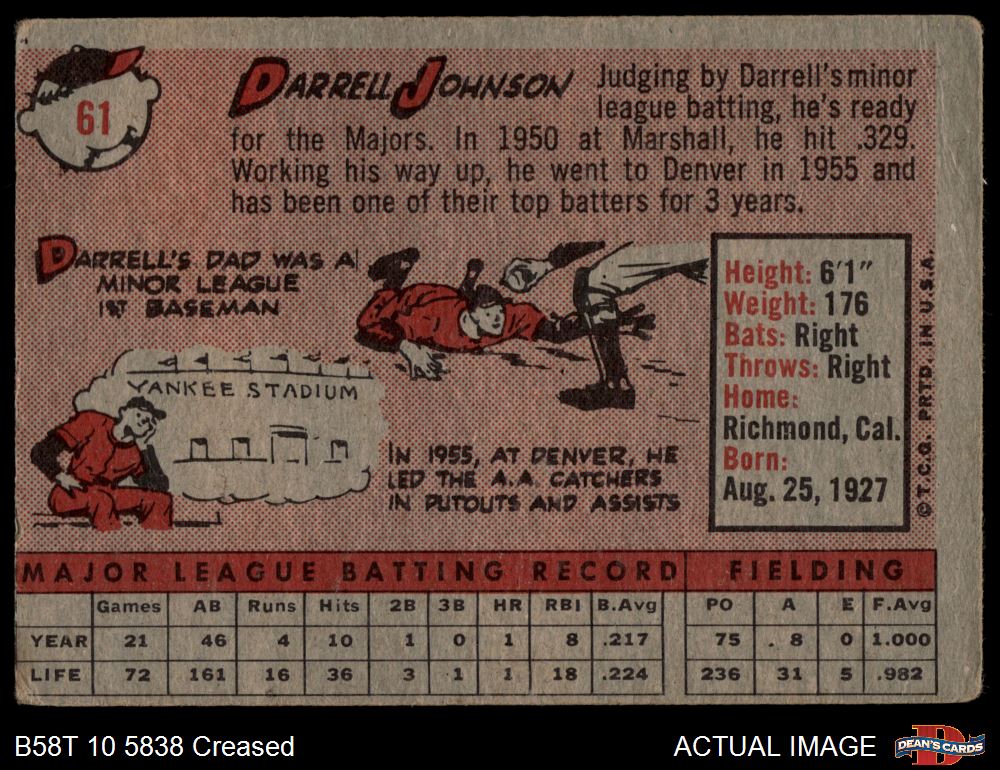 61
DARRELL JOHNSON
Judging by Darrell's minor
league batting, he's ready
for the Majors. In 1950 at Marshall, he hit .329.
Working his way up, he went to Denver in 1955 and
has been one of their top batters for 3 years.
DARRELL'S DAD WAS A
MINOR LEAGUE
1ST BASEMAN
YANKEE STADIUM
IN 1955, AT DENVER, HE
LED THE A.A. CATCHERS
IN PUTOUTS AND ASSISTS
Height: 6'1"
Weight: 176
Bats: Right
Throws: Right
Home:
Richmond, Cal.
Born:
Aug. 25, 1927
© T.C.G. PRTD. IN U.S.A.
MAJOR LEAGUE BATTING RECORD FIELDING
Games AB Runs Hits 2B 3B HR RBI B.Avg PO A E F.Avg
YEAR 21 46 4 10 1 0 1 8 .217 75 8 0 1.000
LIFE 72 161 16 36 3 1 1 18 .224 236 31 5 .982
B58T 10 5838 Creased
ACTUAL IMAGE
D
DEAN'S CARDS